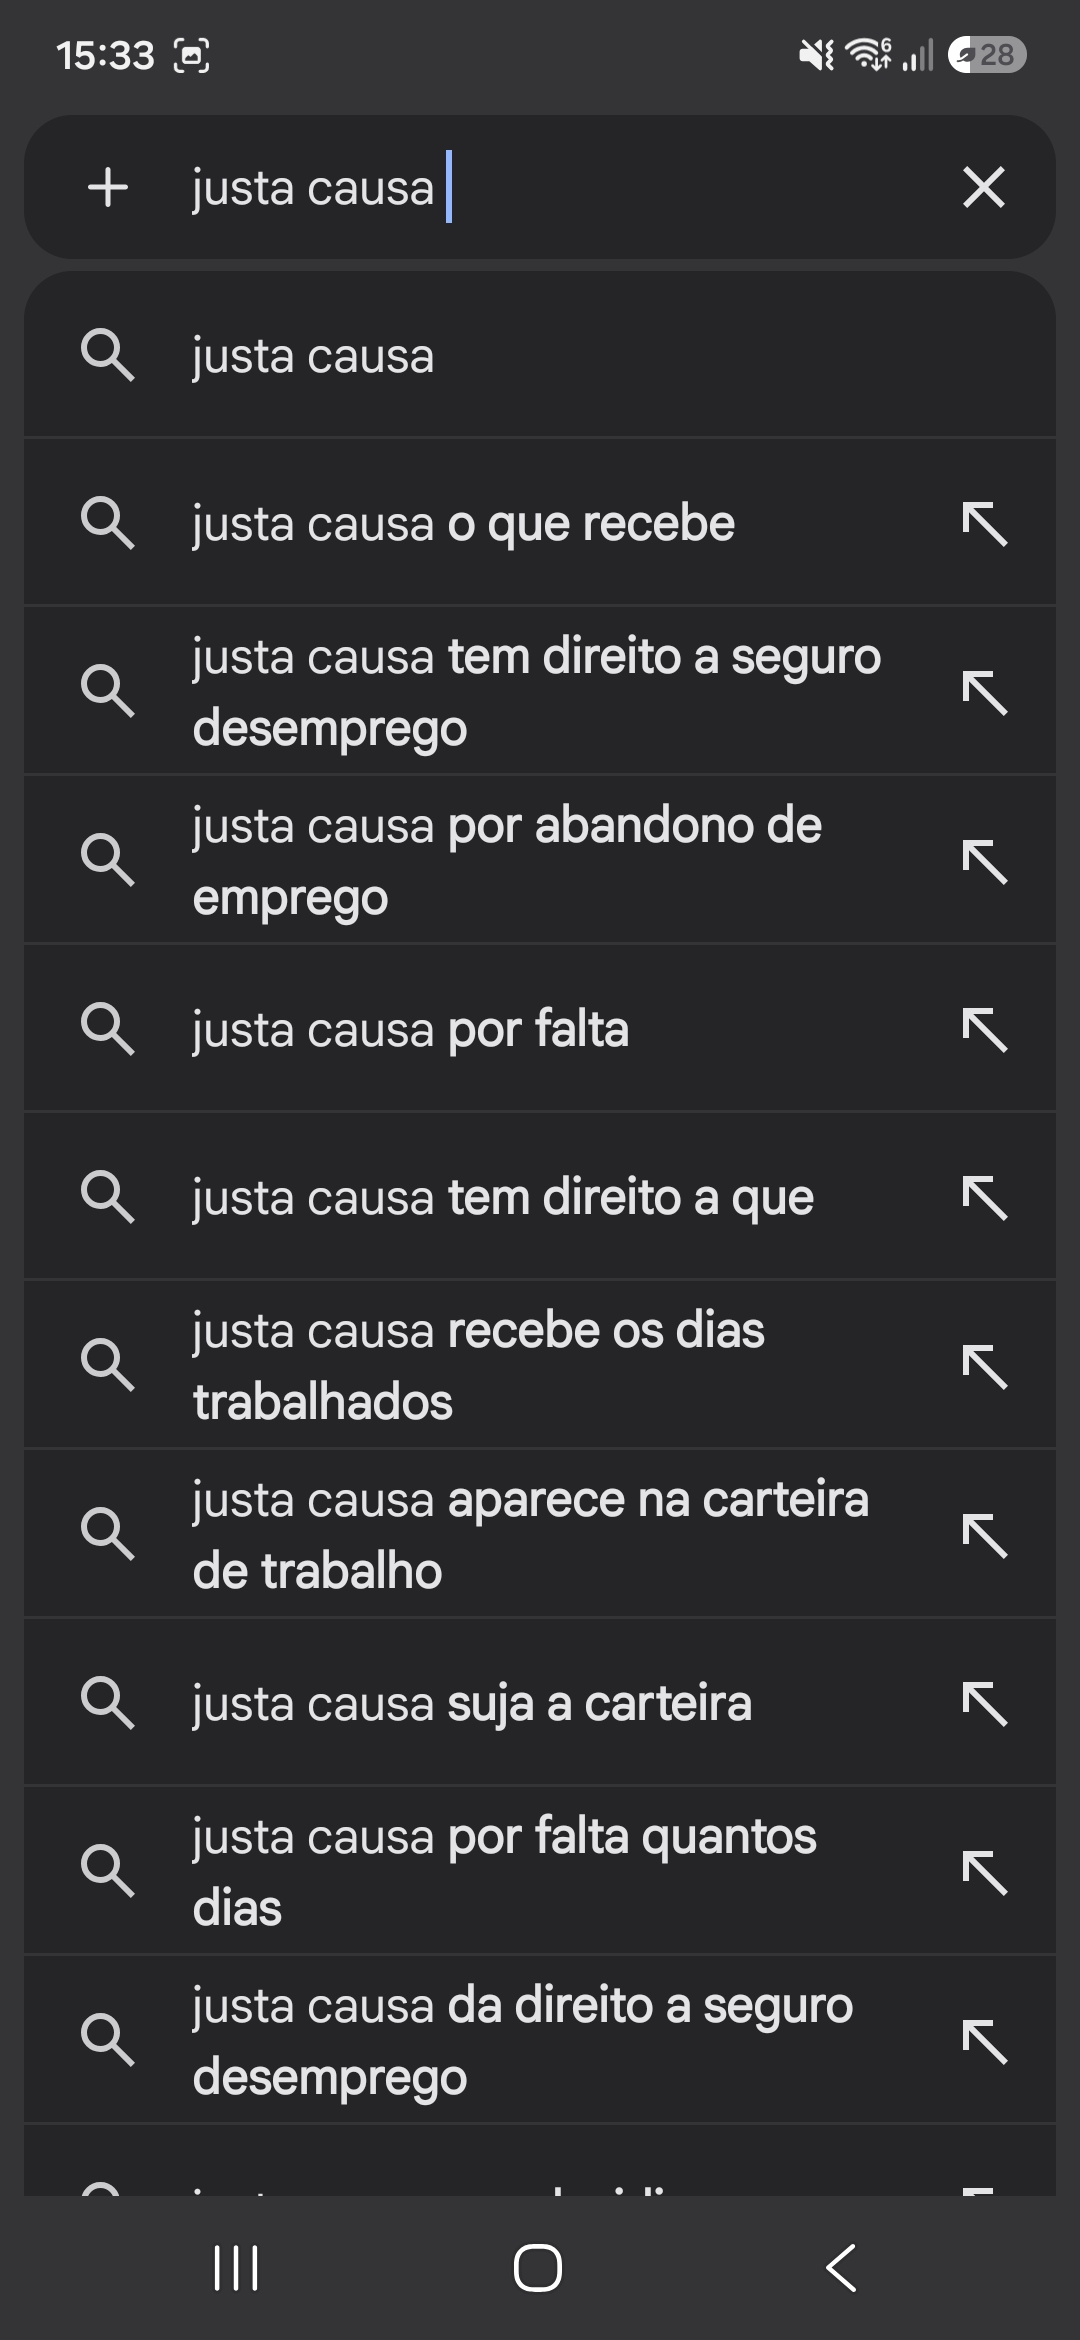 15:33
6
28
justa causa
justa causa
justa causa o que recebe
justa causa tem direito a seguro
desemprego
justa causa por abandono de
emprego
justa causa por falta
justa causa tem direito a que
justa causa recebe os dias
trabalhados
justa causa aparece na carteira
de trabalho
justa causa suja a carteira
justa causa por falta quantos
dias
justa causa da direito a seguro
desemprego